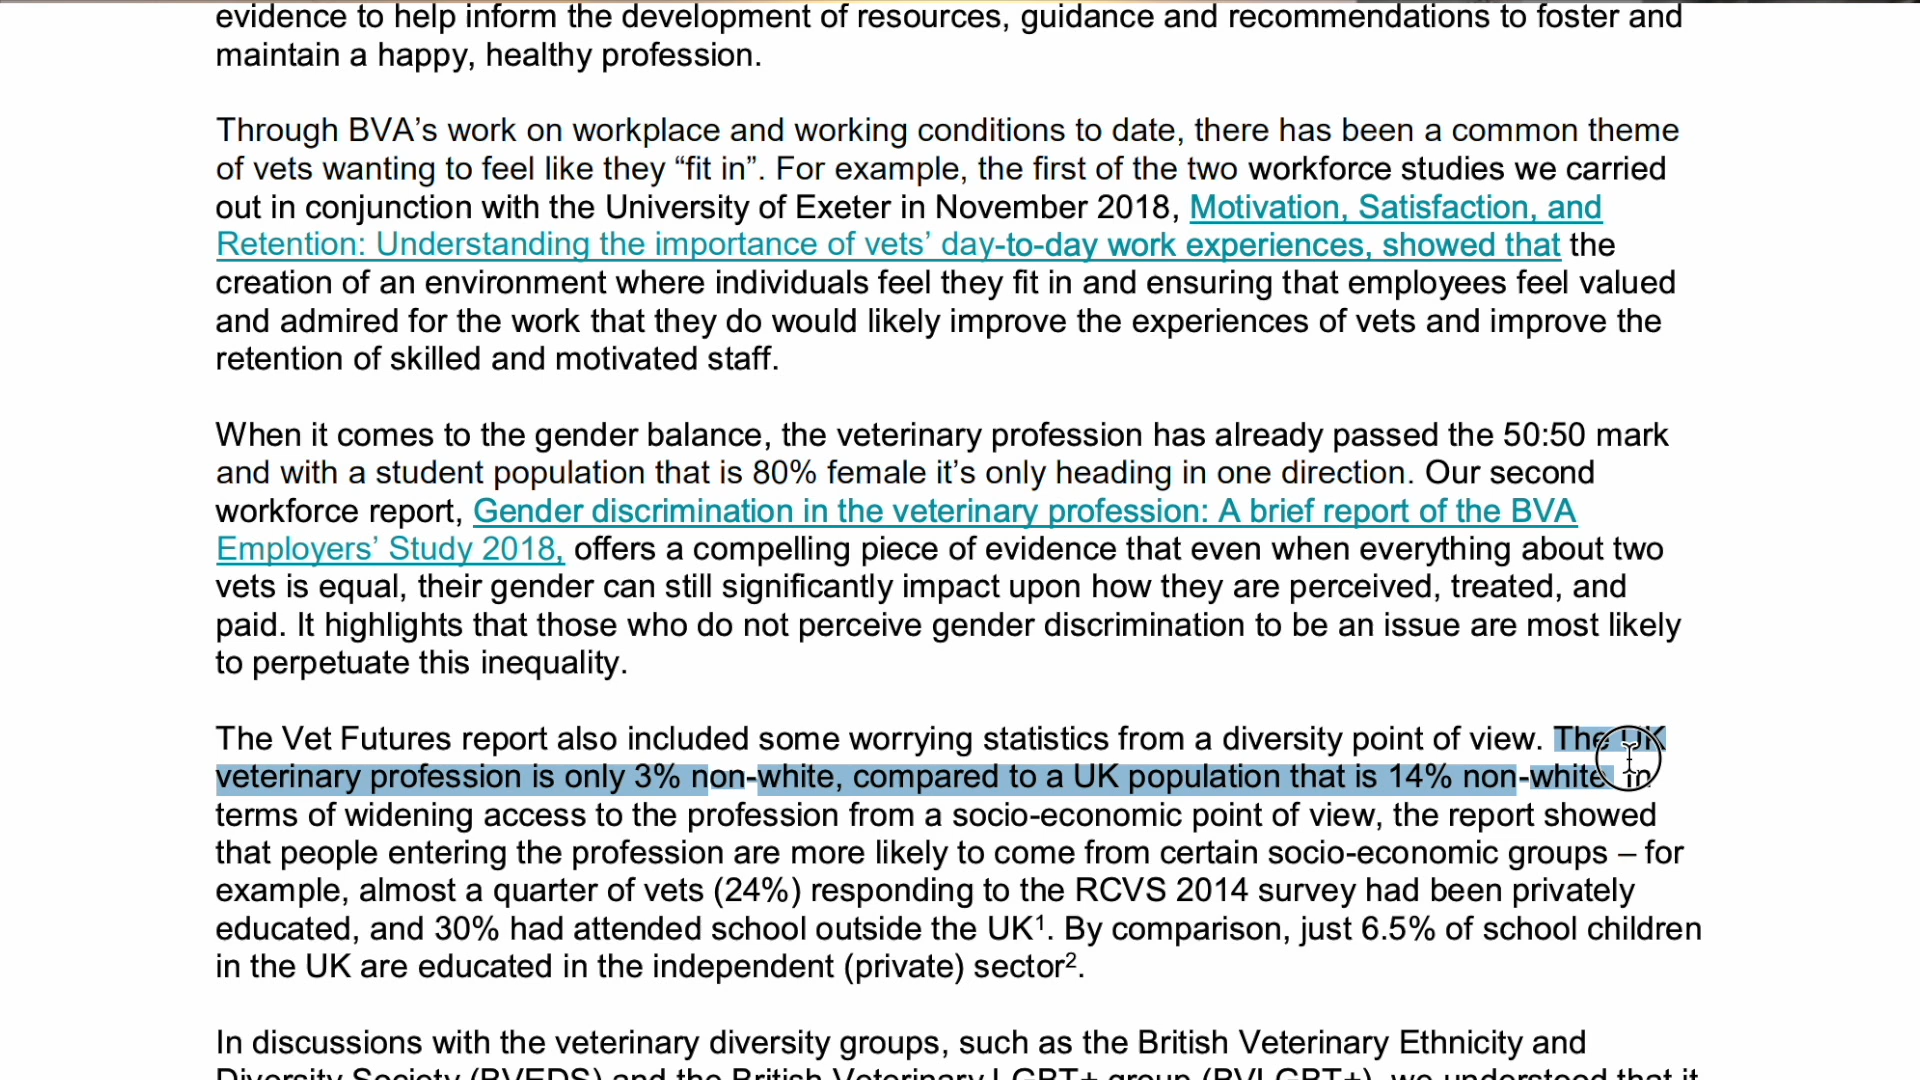 evidence to help inform the development of resources, guidance and recommendations to foster and
maintain a happy, healthy profession.
Through BVA’s work on workplace and working conditions to date, there has been a common theme
of vets wanting to feel like they “fit in”. For example, the first of the two workforce studies we carried
out in conjunction with the University of Exeter in November 2018, Motivation, Satisfaction, and
Retention: Understanding the importance of vets’ day-to-day work experiences, showed that the
creation of an environment where individuals feel they fit in and ensuring that employees feel valued
and admired for the work that they do would likely improve the experiences of vets and improve the
retention of skilled and motivated staff.
When it comes to the gender balance, the veterinary profession has already passed the 50:50 mark
and with a student population that is 80% female it’s only heading in one direction. Our second
workforce report, Gender discrimination in the veterinary profession: A brief report of the BVA
Employers’ Study 2018, offers a compelling piece of evidence that even when everything about two
vets is equal, their gender can still significantly impact upon how they are perceived, treated, and
paid. It highlights that those who do not perceive gender discrimination to be an issue are most likely
to perpetuate this inequality.
The Vet Futures report also included some worrying statistics from a diversity point of view. The UK
veterinary profession is only 3% non-white, compared to a UK population that is 14% non-white in
terms of widening access to the profession from a socio-economic point of view, the report showed
that people entering the profession are more likely to come from certain socio-economic groups – for
example, almost a quarter of vets (24%) responding to the RCVS 2014 survey had been privately
educated, and 30% had attended school outside the UK¹. By comparison, just 6.5% of school children
in the UK are educated in the independent (private) sector².
In discussions with the veterinary diversity groups, such as the British Veterinary Ethnicity and
Diversity Society (BVEDS) and the British Veterinary LGBT+ group (BVLGBT+), we understood that it